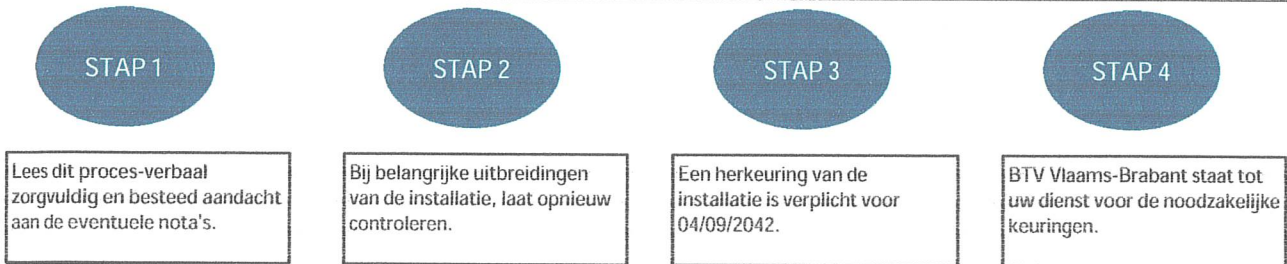 STAP 1
Lees dit proces-verbaal
zorgvuldig en besteed aandacht
aan de eventuele nota's.
STAP 2
Bij belangrijke uitbreidingen
van de installatie, laat opnieuw
controleren.
STAP 3
Een herkeuring van de
installatie is verplicht voor
04/09/2042.
STAP 4
BTV Vlaams-Brabant staat tot
uw dienst voor de noodzakelijke
keuringen.